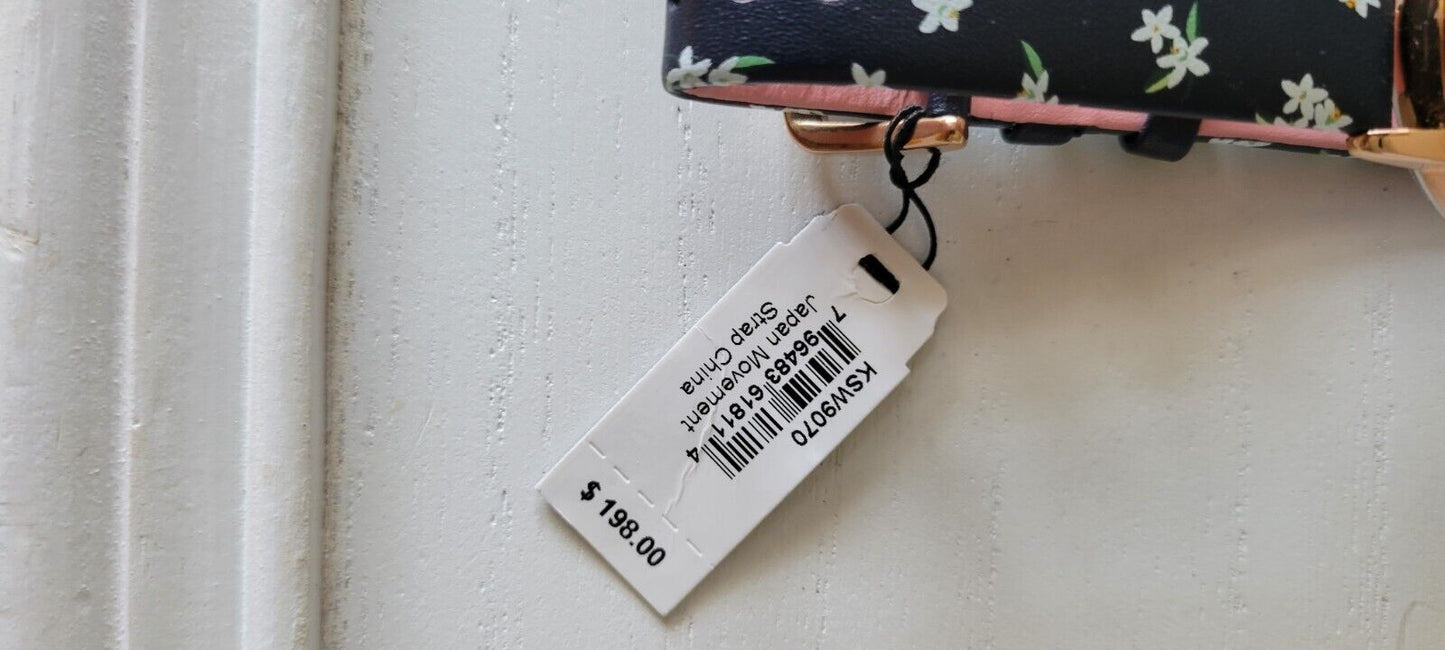 KSW9070
7 96483 61811 4
Japan Movement
Strap China
$ 198.00